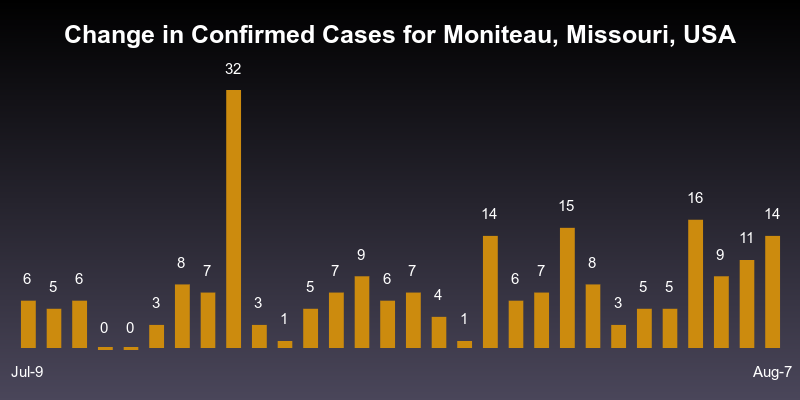 Change in Confirmed Cases for Moniteau, Missouri, USA
6 5 6 0 0 3 8 7 32 3 1 5 7 9 6 7 4 1 14 6 7 15 8 3 5 5 16 9 11 14
Jul-9 Aug-7